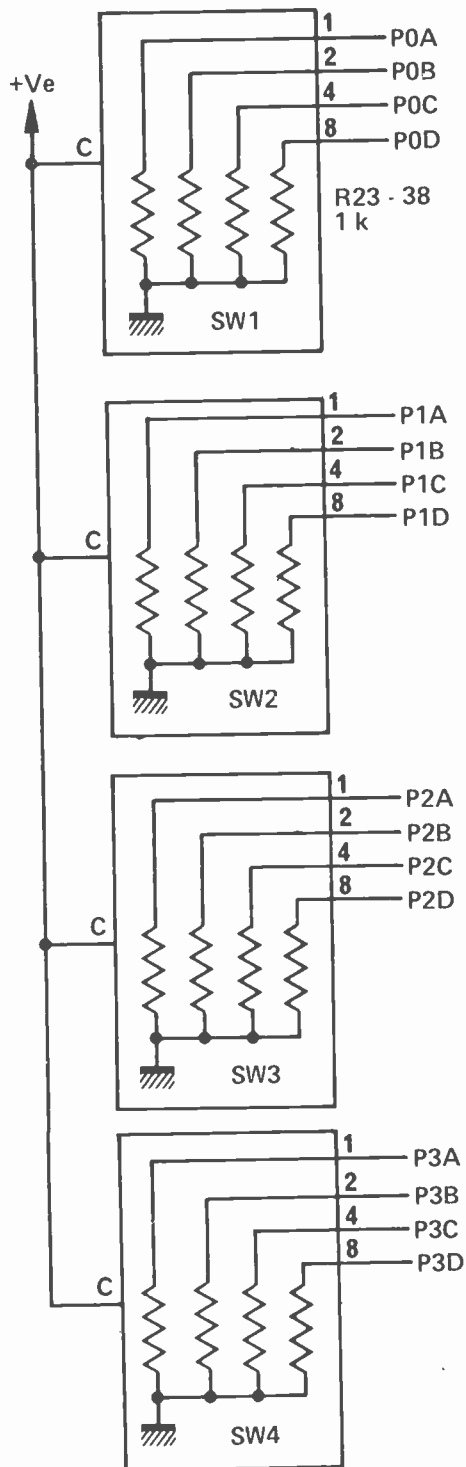 1 P0A
+Ve 2 P0B
4 P0C
C 8 P0D
R23 - 38
1 k
SW1
1 P1A
2 P1B
4 P1C
C 8 P1D
SW2
1 P2A
2 P2B
4 P2C
C 8 P2D
SW3
1 P3A
2 P3B
4 P3C
C 8 P3D
SW4